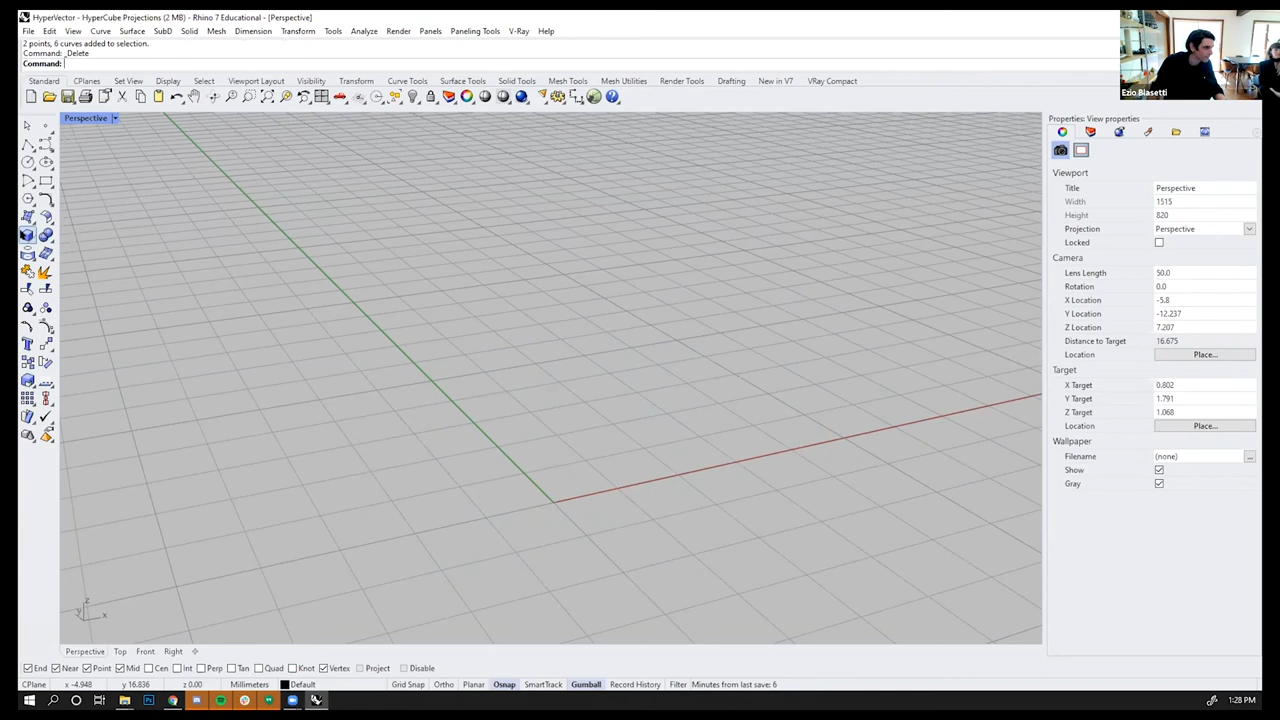 HyperVector - HyperCube Projections (2 MB) - Rhino 7 Educational - [Perspective]
File Edit View Curve Surface SubD Solid Mesh Dimension Transform Tools Analyze Render Panels Paneling Tools V-Ray Help
2 points, 6 curves added to selection.
Command: _Delete
Command:
Standard CPlanes Set View Display Select Viewport Layout Visibility Transform Curve Tools Surface Tools Solid Tools Mesh Tools Mesh Utilities Render Tools Drafting New in V7 VRay Compact
Ezio Blasetti
Perspective
Properties: View properties
Viewport
Title Perspective
Width 1515
Height 820
Projection Perspective
Locked
Camera
Lens Length 50.0
Rotation 0.0
X Location -5.8
Y Location -12.237
Z Location 7.207
Distance to Target 16.675
Location Place...
Target
X Target 0.802
Y Target 1.791
Z Target 1.068
Location Place...
Wallpaper
Filename (none) ...
Show
Gray
z
y x
Perspective Top Front Right
End Near Point Mid Cen Int Perp Tan Quad Knot Vertex Project Disable
CPlane x -4.948 y 16.836 z 0.00 Millimeters Default Grid Snap Ortho Planar Osnap SmartTrack Gumball Record History Filter Minutes from last save: 6
1:28 PM